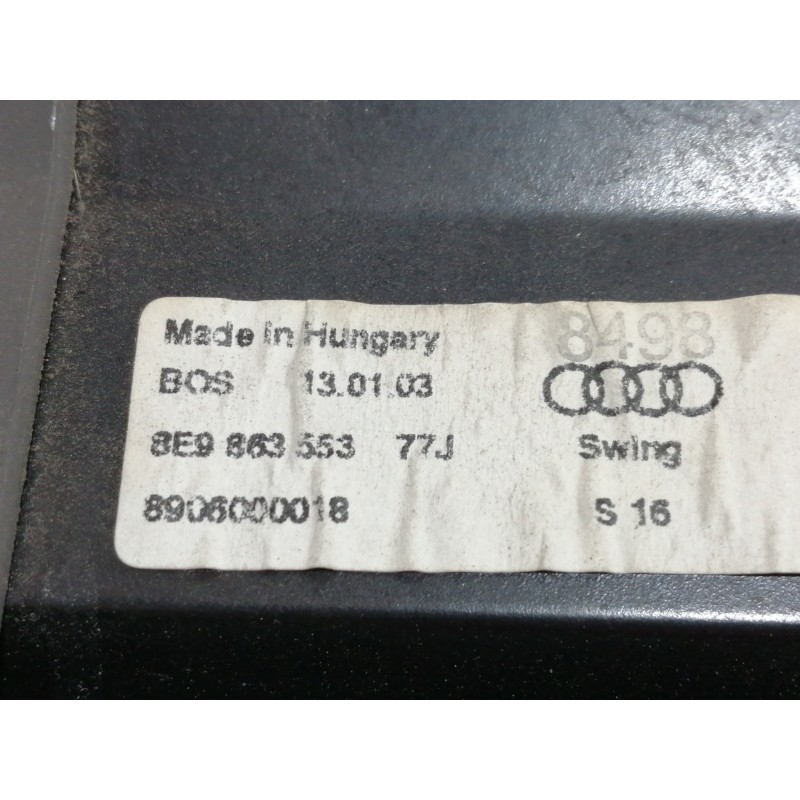 Made in Hungary
8498
BOS 13.01.03
8E9 863 553 77J
Swing
8906000018
S 16